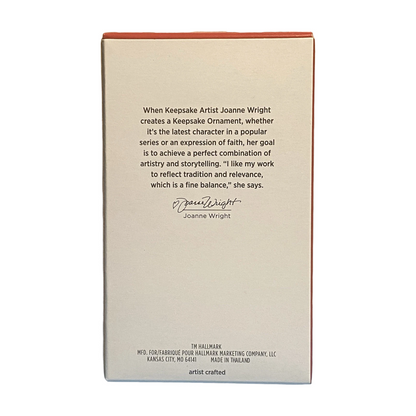 When Keepsake Artist Joanne Wright
creates a Keepsake Ornament, whether
it's the latest character in a popular
series or an expression of faith, her goal
is to achieve a perfect combination of
artistry and storytelling. "I like my work
to reflect tradition and relevance,
which is a fine balance," she says.
Joanne Wright
Joanne Wright
TM HALLMARK
MFD. FOR/FABRIQUÉ POUR HALLMARK MARKETING COMPANY, LLC
KANSAS CITY, MO 64141 MADE IN THAILAND
artist crafted